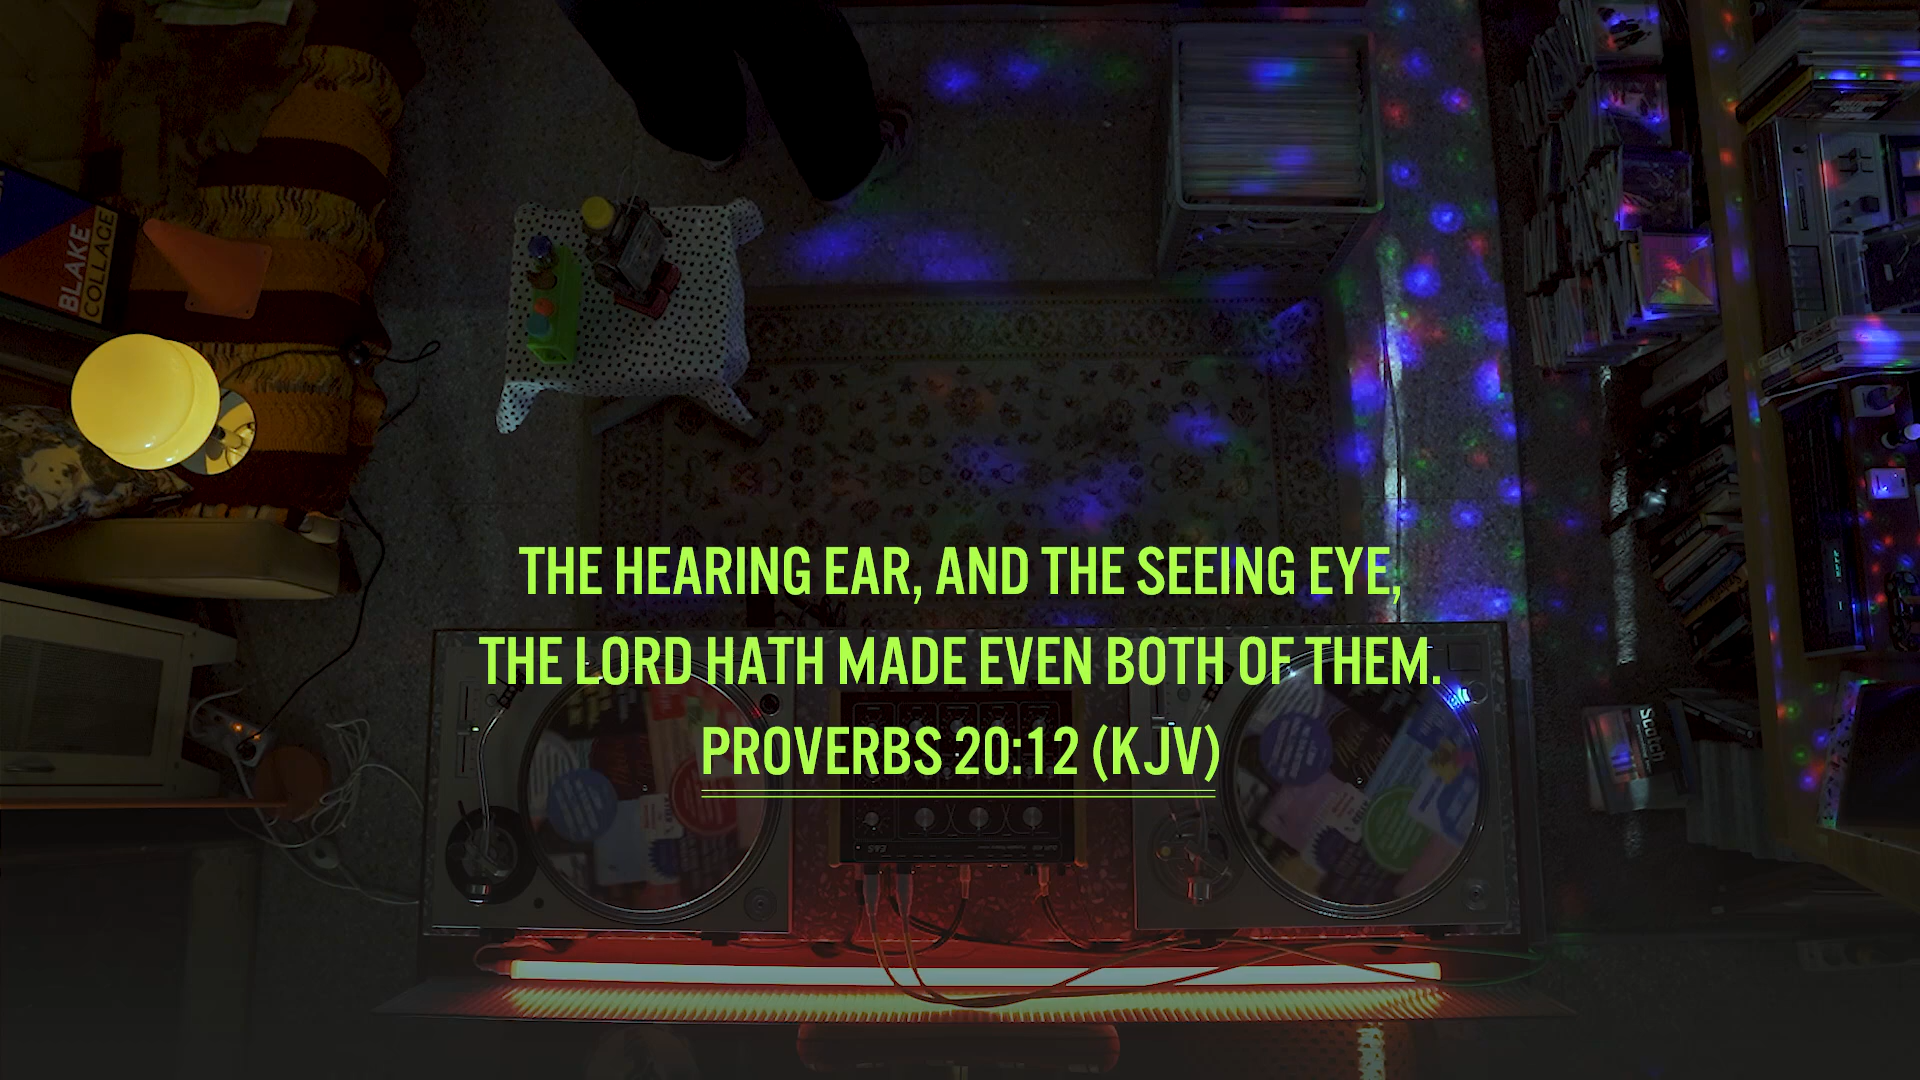 BLAKE
COLLAGE
THE HEARING EAR, AND THE SEEING EYE,
THE LORD HATH MADE EVEN BOTH OF THEM.
PROVERBS 20:12 (KJV)
Scotch
E&S